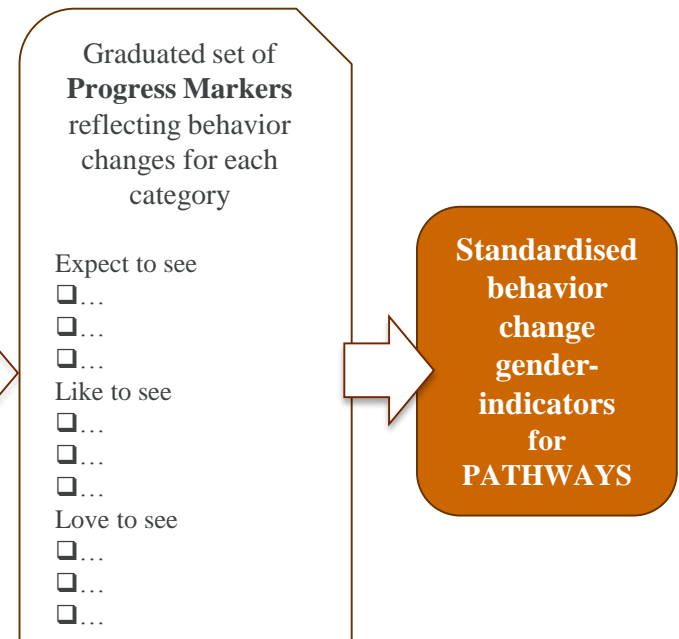 Graduated set of
Progress Markers
reflecting behavior
changes for each
category
Expect to see
❑…
❑…
❑…
Like to see
❑…
❑…
❑…
Love to see
❑…
❑…
❑…
Standardised
behavior
change
gender-
indicators
for
PATHWAYS